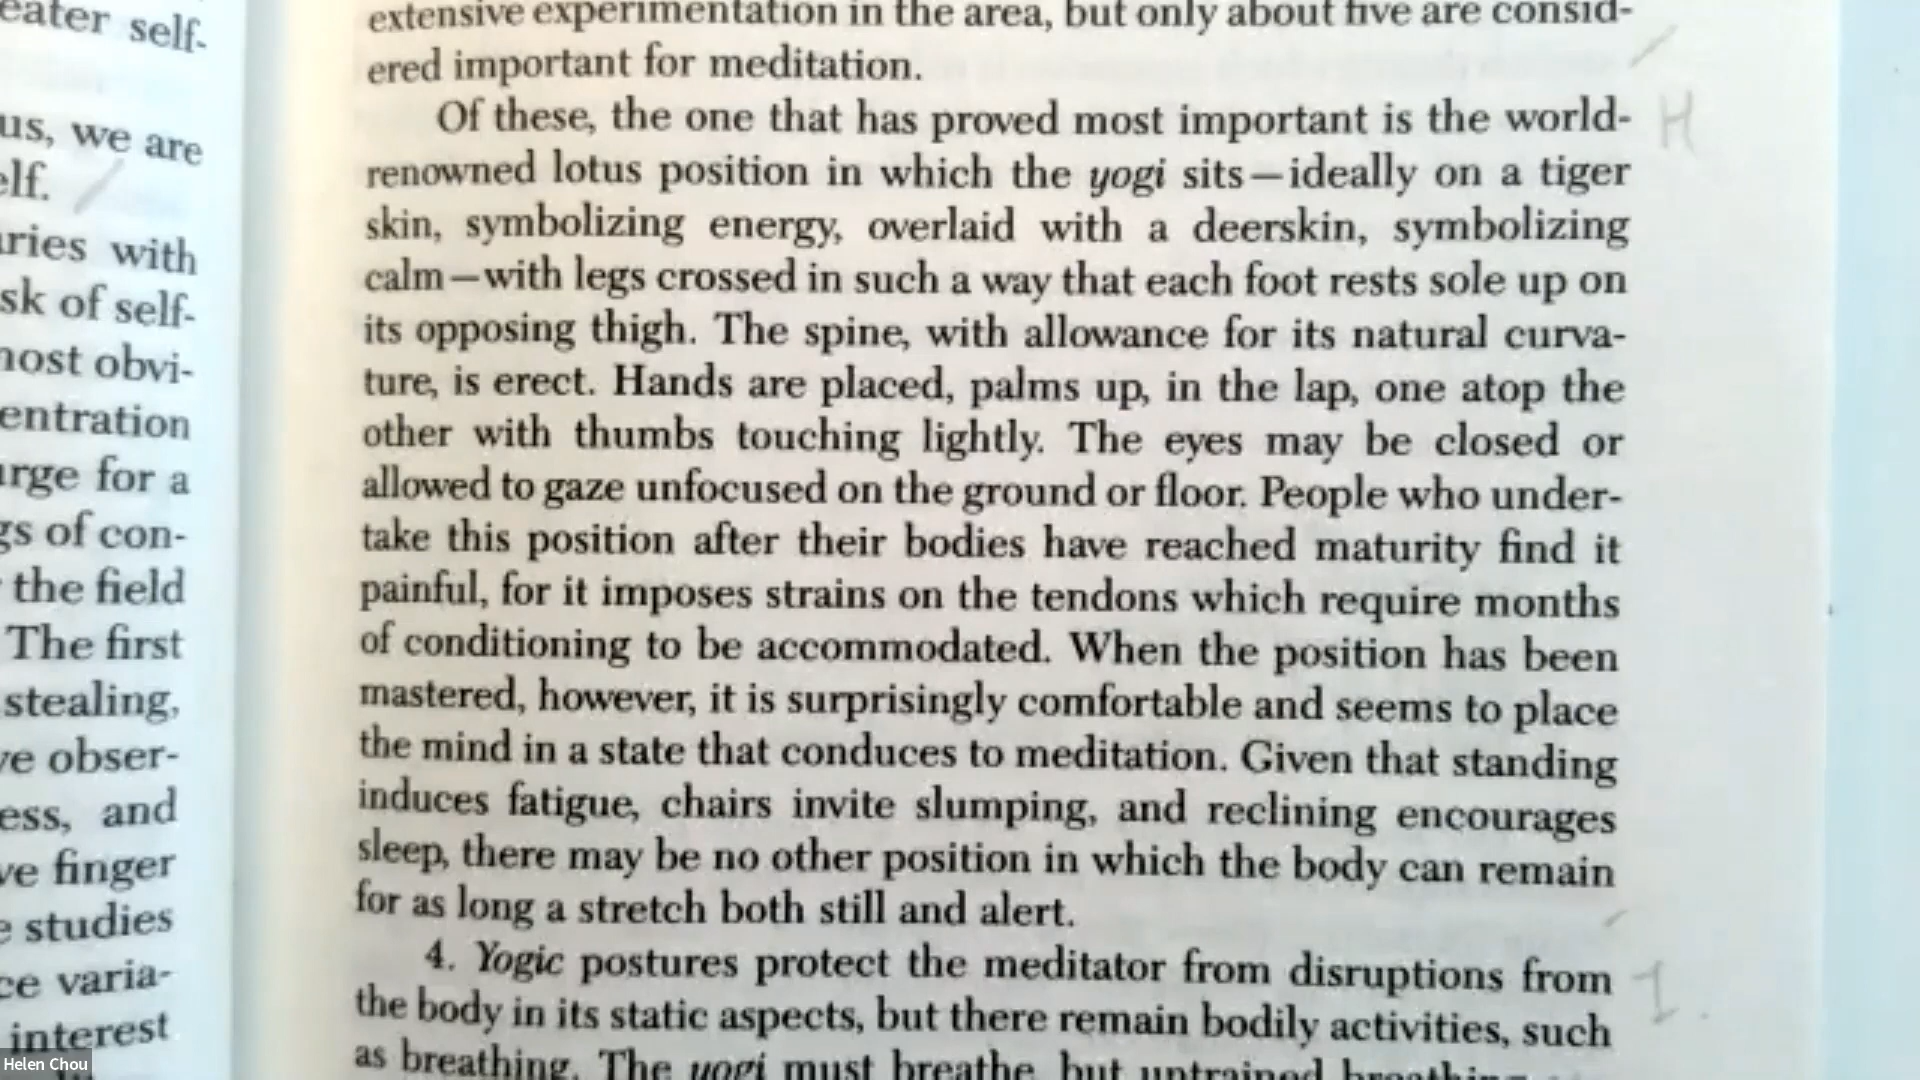 eater self-
us, we are
elf.
aries with
sk of self-
nost obvi-
entration
arge for a
gs of con-
the field
The first
stealing,
ve obser-
ess, and
ve finger
e studies
ce varia-
interest
extensive experimentation in the area, but only about five are consid-
ered important for meditation.
Of these, the one that has proved most important is the world-
renowned lotus position in which the yogi sits—ideally on a tiger
skin, symbolizing energy, overlaid with a deerskin, symbolizing
calm—with legs crossed in such a way that each foot rests sole up on
its opposing thigh. The spine, with allowance for its natural curva-
ture, is erect. Hands are placed, palms up, in the lap, one atop the
other with thumbs touching lightly. The eyes may be closed or
allowed to gaze unfocused on the ground or floor. People who under-
take this position after their bodies have reached maturity find it
painful, for it imposes strains on the tendons which require months
of conditioning to be accommodated. When the position has been
mastered, however, it is surprisingly comfortable and seems to place
the mind in a state that conduces to meditation. Given that standing
induces fatigue, chairs invite slumping, and reclining encourages
sleep, there may be no other position in which the body can remain
for as long a stretch both still and alert.
4. Yogic postures protect the meditator from disruptions from
the body in its static aspects, but there remain bodily activities, such
as breathing. The yogi must breathe, but untrained breathing
H
I.
Helen Chou